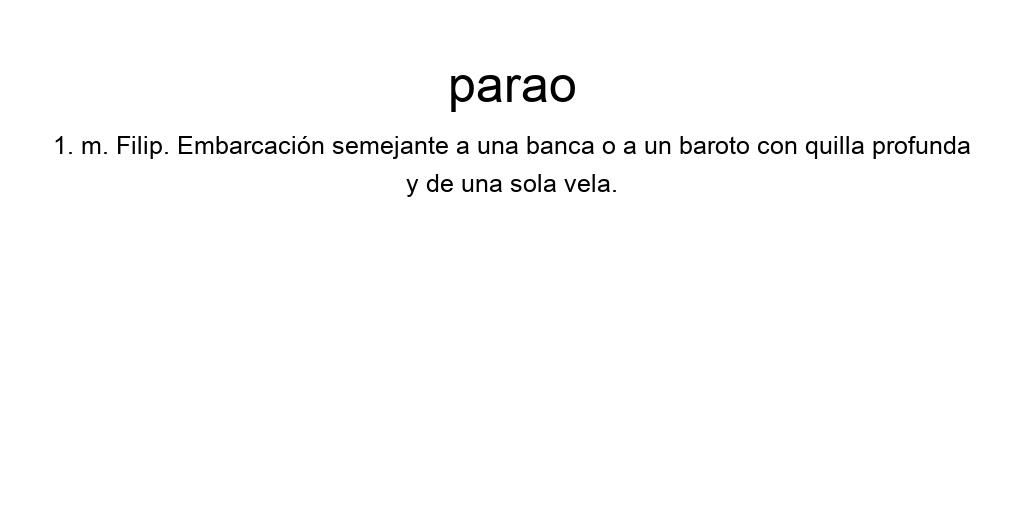 parao
1. m. Filip. Embarcación semejante a una banca o a un baroto con quilla profunda
y de una sola vela.